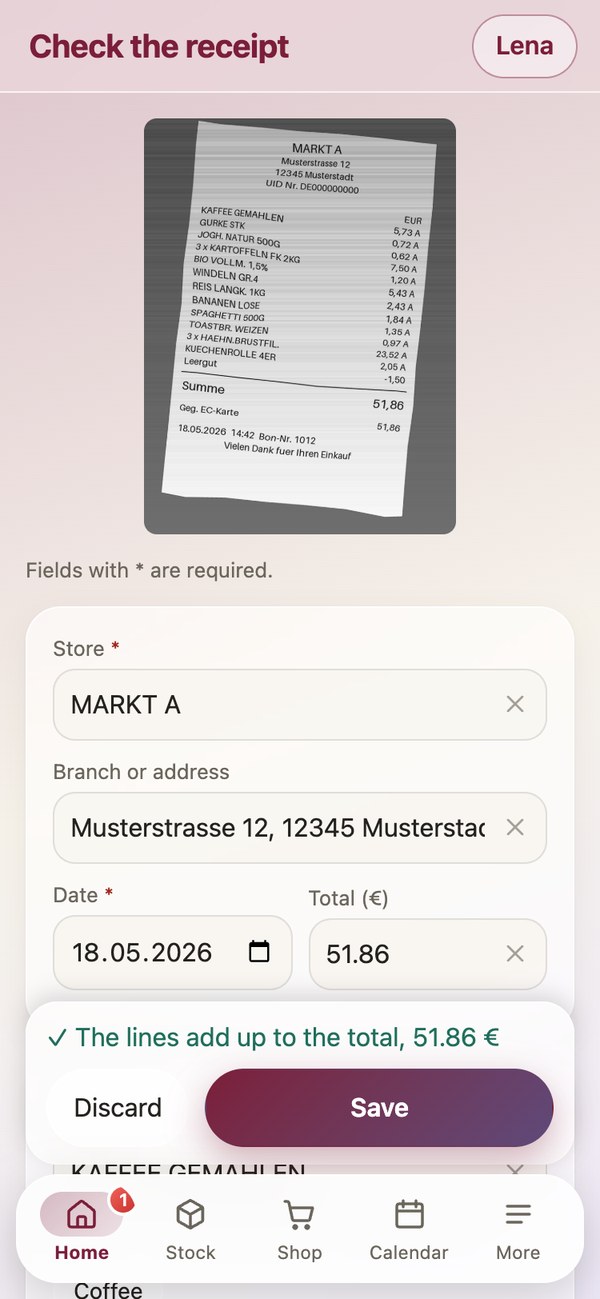 Check the receipt
Lena
MARKT A
Musterstrasse 12
12345 Musterstadt
UID Nr. DE000000000
EUR
KAFFEE GEMAHLEN 5,73 A
GURKE STK 0,72 A
JOGH. NATUR 500G 0,62 A
3 x KARTOFFELN FK 2KG 7,50 A
BIO VOLLM. 1,5% 1,20 A
WINDELN GR.4 5,43 A
REIS LANGK. 1KG 2,43 A
BANANEN LOSE 1,84 A
SPAGHETTI 500G 1,35 A
TOASTBR. WEIZEN 0,97 A
3 x HAEHN.BRUSTFIL. 23,52 A
KUECHENROLLE 4ER 2,05 A
Leergut -1,50
Summe 51,86
Geg. EC-Karte 51,86
18.05.2026 14:42 Bon-Nr. 1012
Vielen Dank fuer Ihren Einkauf
Fields with * are required.
Store *
MARKT A
Branch or address
Musterstrasse 12, 12345 Musterstad
Date *
Total (€)
18.05.2026
51.86
✓ The lines add up to the total, 51.86 €
Discard
Save
KAFFEE GEMAHLEN
1
Home
Stock
Shop
Calendar
More
Coffee